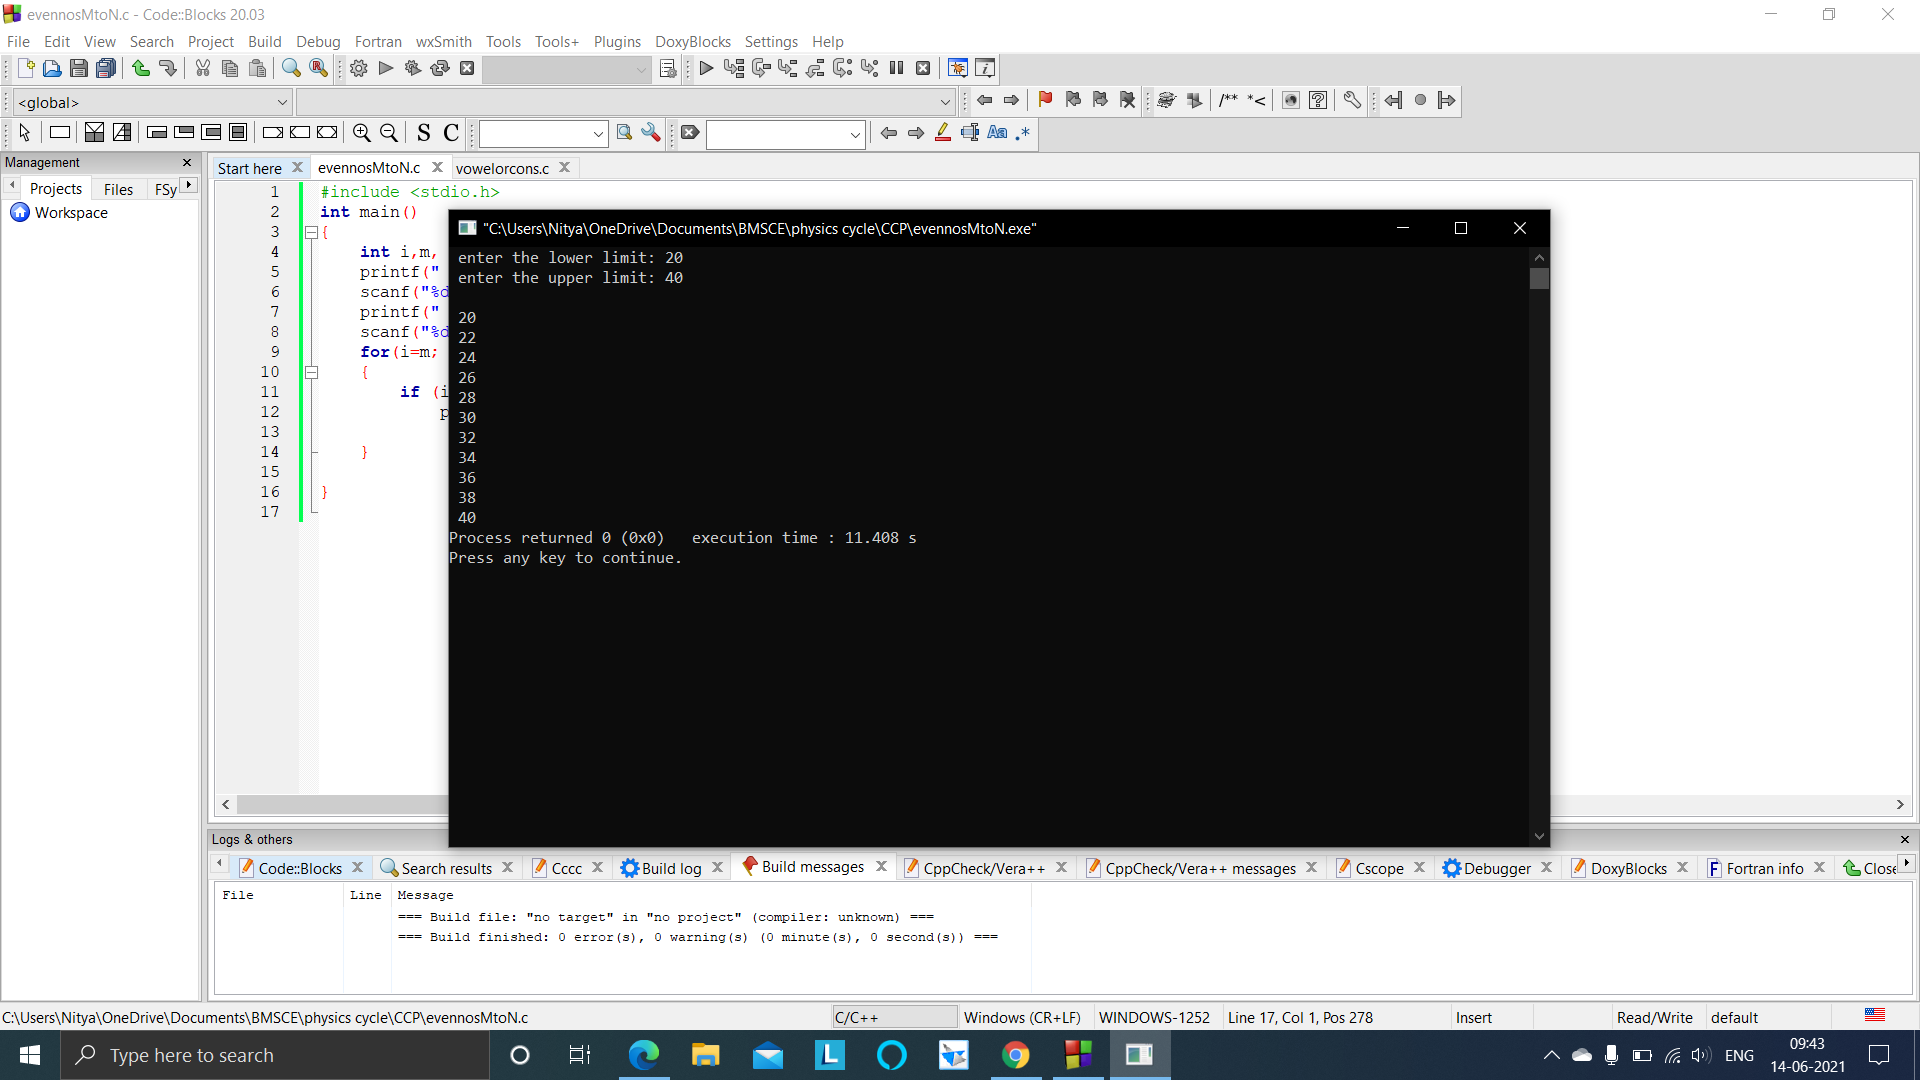 evennosMtoN.c - Code::Blocks 20.03
File Edit View Search Project Build Debug Fortran wxSmith Tools Tools+ Plugins DoxyBlocks Settings Help
<global>
/** *<
S C
Aa .*
Management
Projects Files FSy
Workspace
Start here evennosMtoN.c vowelorcons.c
1 #include <stdio.h>
2 int main()
3 {
4 int i,m,
5 printf("
6 scanf("%d
7 printf("
8 scanf("%d
9 for(i=m;
10 {
11 if (i
12 p
13
14 }
15
16 }
17
"C:\Users\Nitya\OneDrive\Documents\BMSCE\physics cycle\CCP\evennosMtoN.exe"
enter the lower limit: 20
enter the upper limit: 40
20
22
24
26
28
30
32
34
36
38
40
Process returned 0 (0x0)   execution time : 11.408 s
Press any key to continue.
Logs & others
Code::Blocks Search results Cccc Build log Build messages CppCheck/Vera++ CppCheck/Vera++ messages Cscope Debugger DoxyBlocks Fortran info Close
File Line Message
=== Build file: "no target" in "no project" (compiler: unknown) ===
=== Build finished: 0 error(s), 0 warning(s) (0 minute(s), 0 second(s)) ===
C:\Users\Nitya\OneDrive\Documents\BMSCE\physics cycle\CCP\evennosMtoN.c C/C++ Windows (CR+LF) WINDOWS-1252 Line 17, Col 1, Pos 278 Insert Read/Write default
Type here to search
L
ENG
09:43
14-06-2021